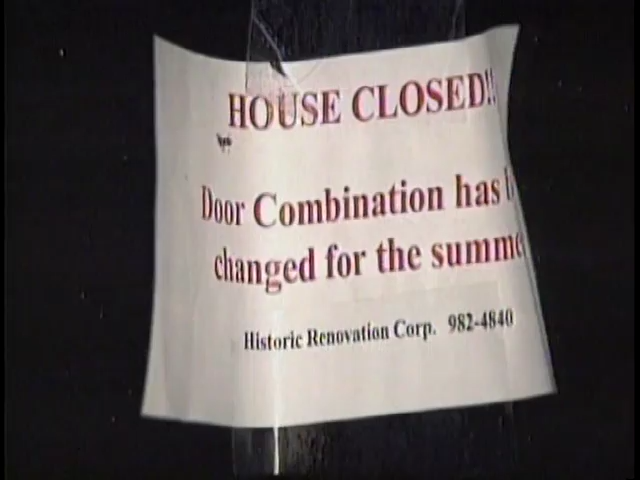 HOUSE CLOSED!!
Door Combination has b
changed for the summe
Historic Renovation Corp. 982-4840